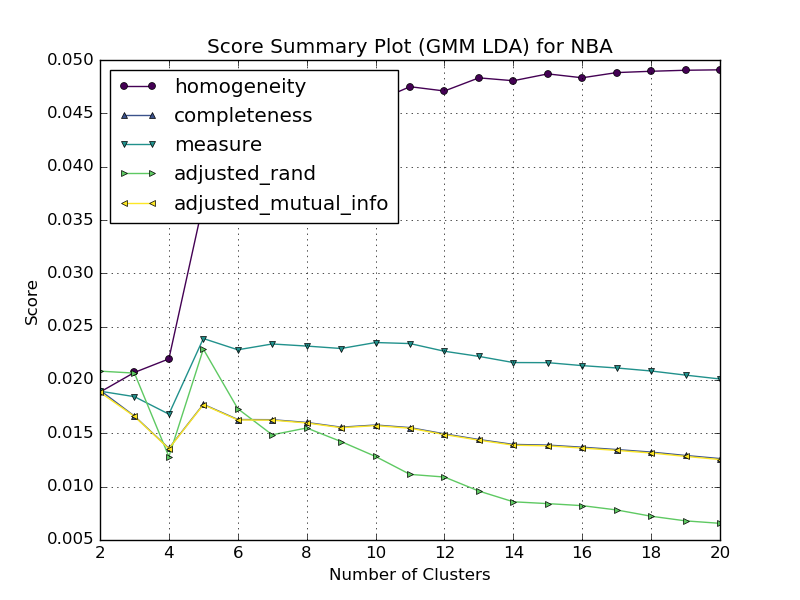 Score Summary Plot (GMM LDA) for NBA
0.050
0.045
0.040
0.035
0.030
0.025
0.020
0.015
0.010
0.005
Score
homogeneity
completeness
measure
adjusted_rand
adjusted_mutual_info
2 4 6 8 10 12 14 16 18 20
Number of Clusters